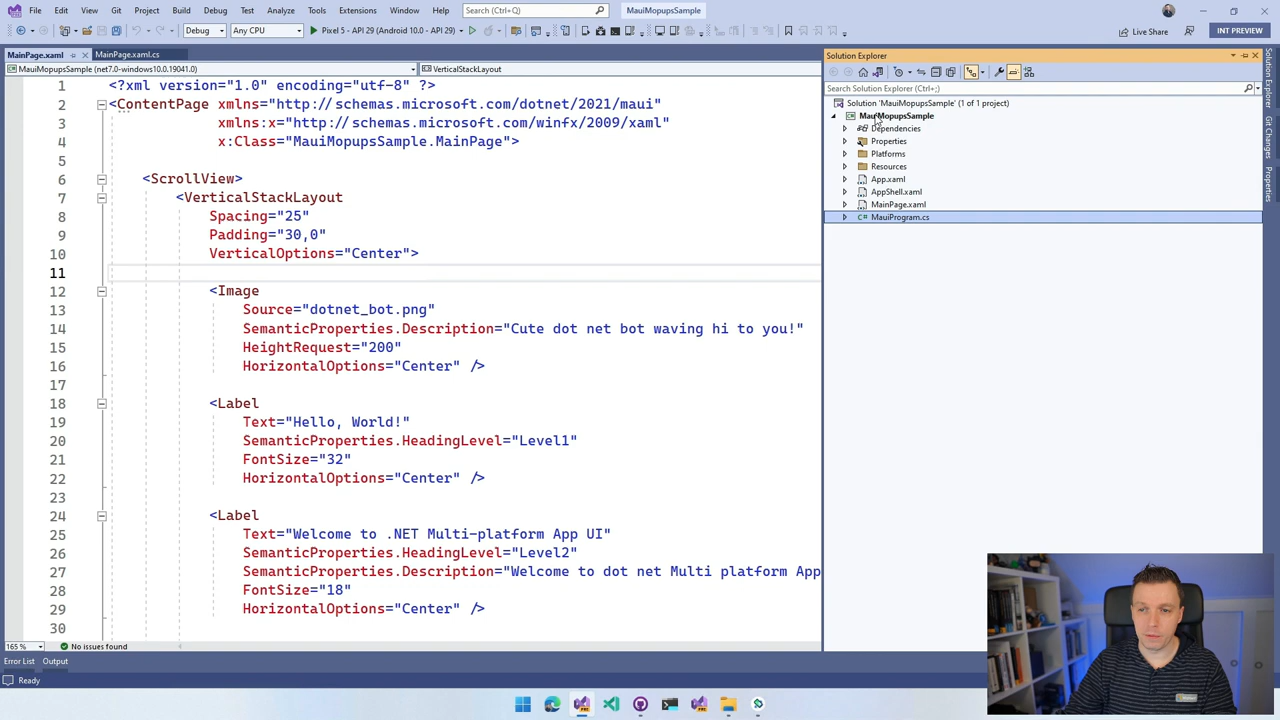 File Edit View Git Project Build Debug Test Analyze Tools Extensions Window Help Search (Ctrl+Q) MauiMopupsSample
Debug Any CPU Pixel 5 - API 29 (Android 10.0 - API 29) Live Share INT PREVIEW
MainPage.xaml MainPage.xaml.cs
MauiMopupsSample (net7.0-windows10.0.19041.0) VerticalStackLayout
1 <?xml version="1.0" encoding="utf-8" ?>
2 <ContentPage xmlns="http://schemas.microsoft.com/dotnet/2021/maui"
3 xmlns:x="http://schemas.microsoft.com/winfx/2009/xaml"
4 x:Class="MauiMopupsSample.MainPage">
5
6 <ScrollView>
7 <VerticalStackLayout
8 Spacing="25"
9 Padding="30,0"
10 VerticalOptions="Center">
11
12 <Image
13 Source="dotnet_bot.png"
14 SemanticProperties.Description="Cute dot net bot waving hi to you!"
15 HeightRequest="200"
16 HorizontalOptions="Center" />
17
18 <Label
19 Text="Hello, World!"
20 SemanticProperties.HeadingLevel="Level1"
21 FontSize="32"
22 HorizontalOptions="Center" />
23
24 <Label
25 Text="Welcome to .NET Multi-platform App UI"
26 SemanticProperties.HeadingLevel="Level2"
27 SemanticProperties.Description="Welcome to dot net Multi platform App
28 FontSize="18"
29 HorizontalOptions="Center" />
30
165 % No issues found
Error List Output
Ready
Solution Explorer
Search Solution Explorer (Ctrl+;)
Solution 'MauiMopupsSample' (1 of 1 project)
MauiMopupsSample
Dependencies
Properties
Platforms
Resources
App.xaml
AppShell.xaml
MainPage.xaml
C# MauiProgram.cs
Solution Explorer
Git Changes
Properties